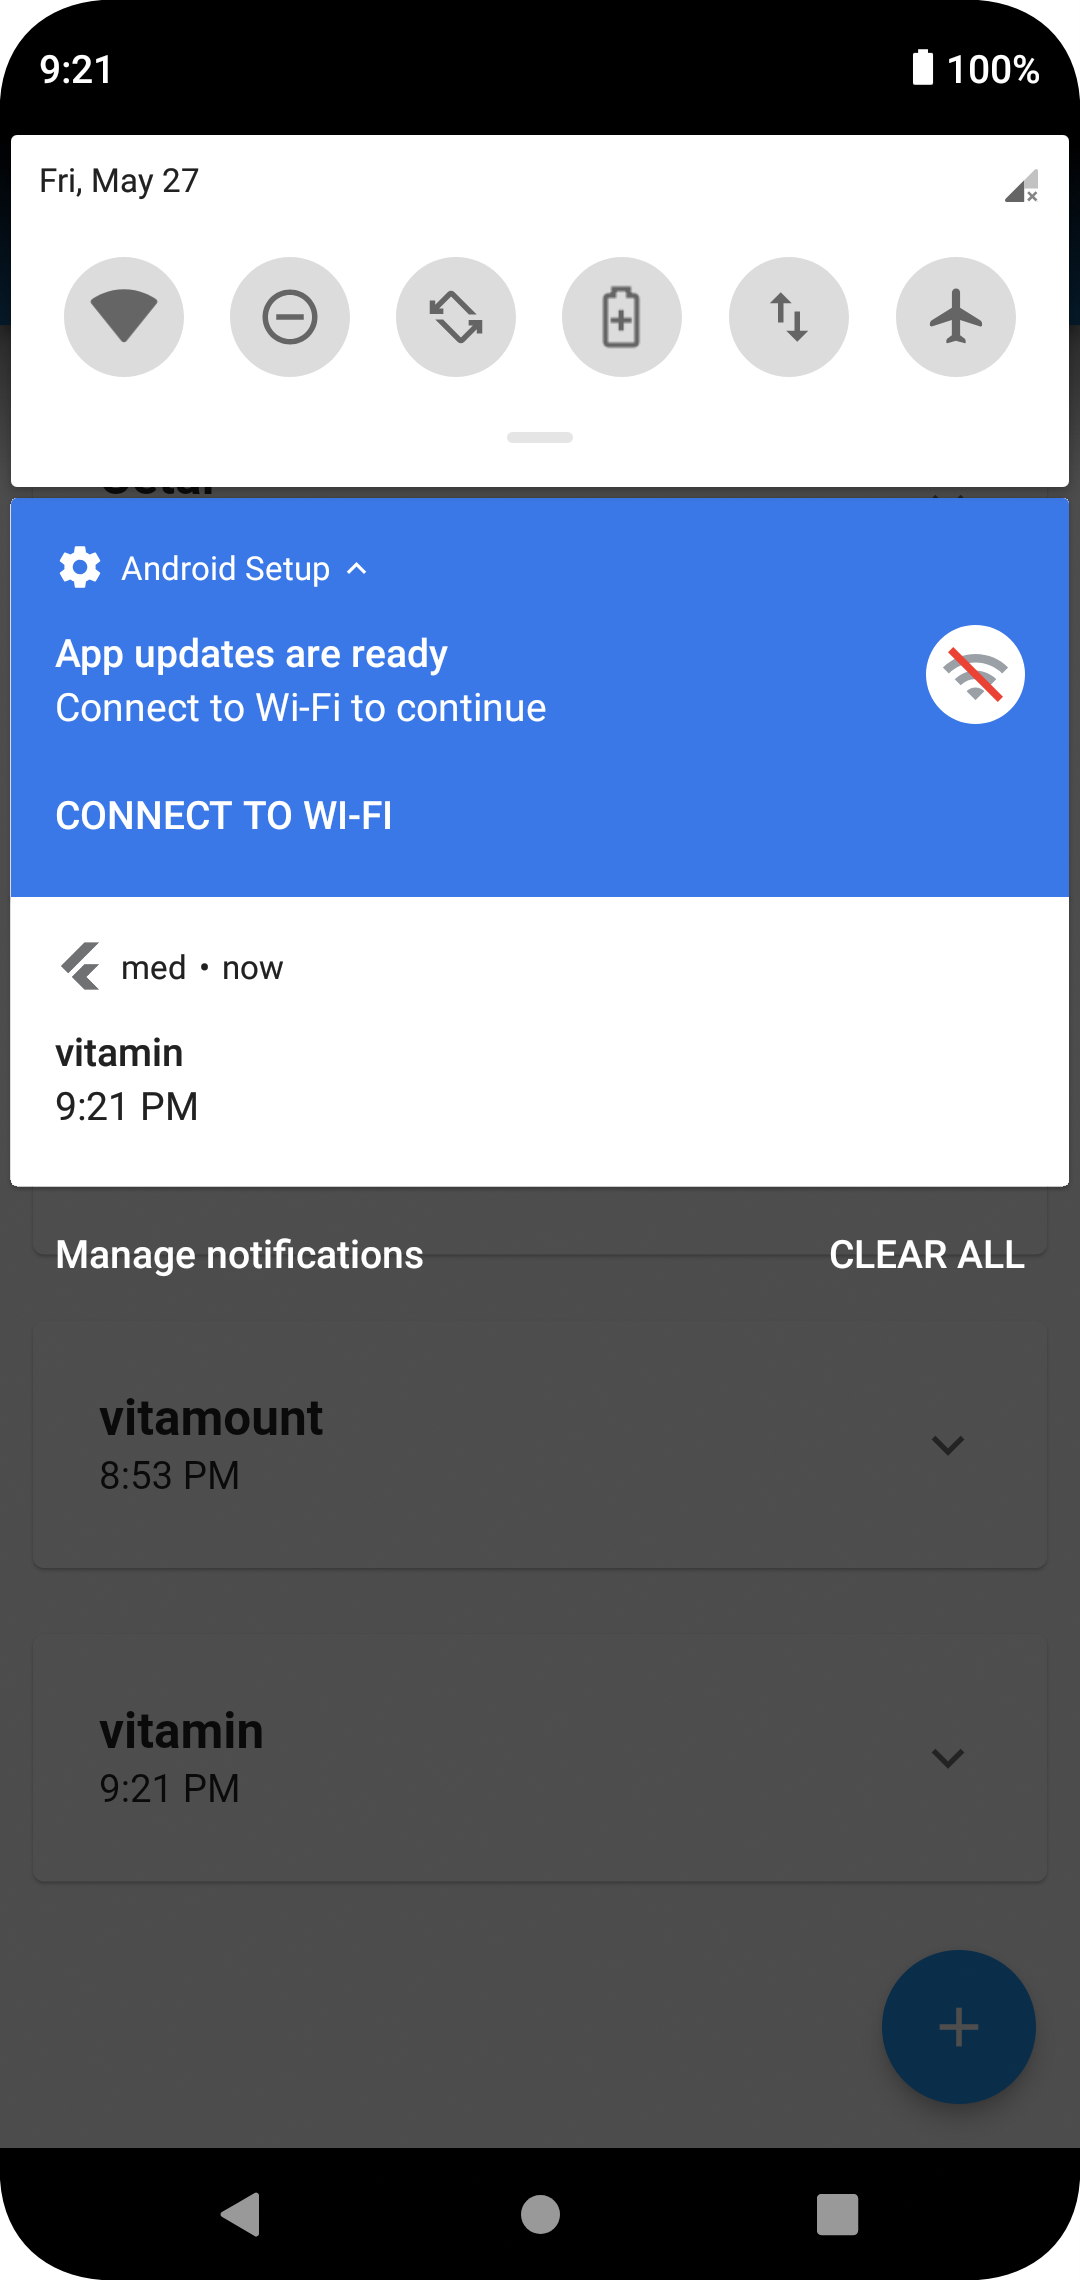 9:21
100%
Fri, May 27
Android Setup
App updates are ready
Connect to Wi-Fi to continue
CONNECT TO WI-FI
med • now
vitamin
9:21 PM
Manage notifications
CLEAR ALL
vitamount
8:53 PM
vitamin
9:21 PM